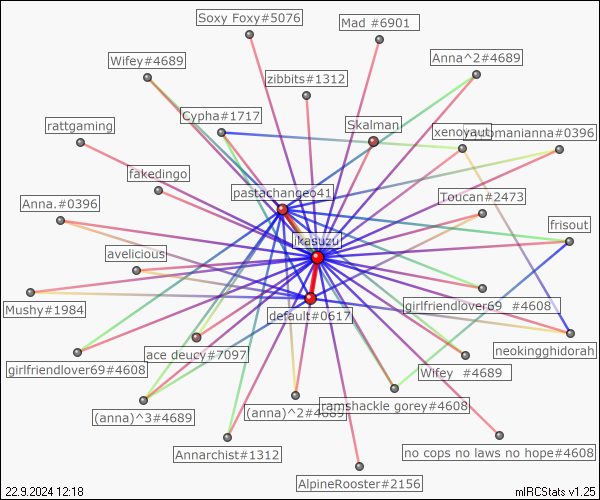 Soxy Foxy#5076
Mad #6901
Wifey#4689
Anna^2#4689
zibbits#1312
Cypha#1717
Skalman
rattgaming
xenoyaut
automanianna#0396
fakedingo
pastachangeo41
Toucan#2473
Anna.#0396
frisout
ikasuzu
avelicious
Mushy#1984
girlfriendlover69 #4608
default#0617
ace deucy#7097
neokingghidorah
girlfriendlover69#4608
Wifey #4689
(anna)^3#4689
(anna)^2#4689
ramshackle gorey#4608
Annarchist#1312
no cops no laws no hope#4608
AlpineRooster#2156
22.9.2024 12:18
mIRCStats v1.25